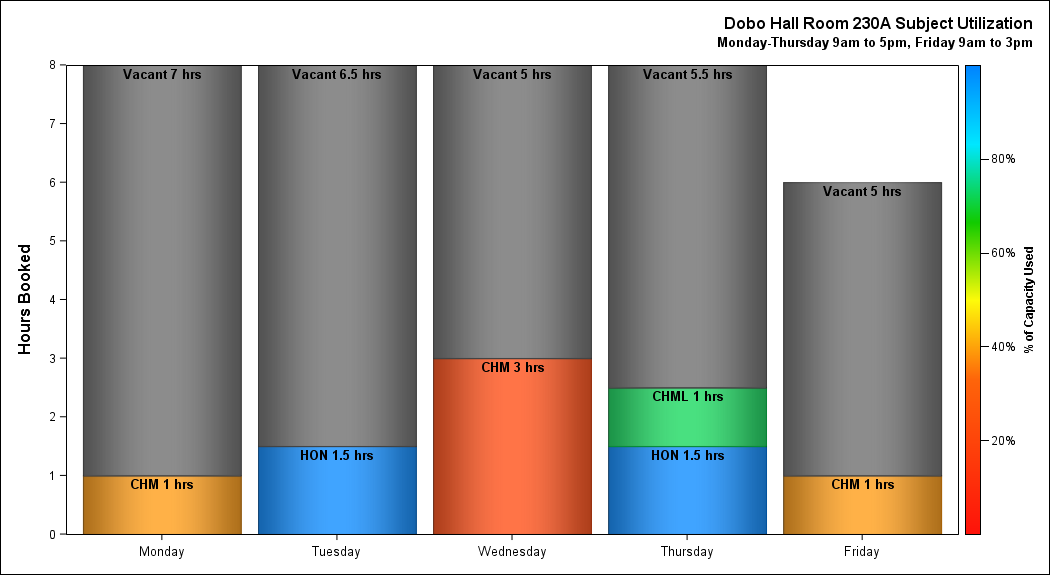 Dobo Hall Room 230A Subject Utilization
Monday-Thursday 9am to 5pm, Friday 9am to 3pm
Hours Booked
8
7
6
5
4
3
2
1
0
Vacant 7 hrs
CHM 1 hrs
Vacant 6.5 hrs
HON 1.5 hrs
Vacant 5 hrs
CHM 3 hrs
Vacant 5.5 hrs
CHML 1 hrs
HON 1.5 hrs
Vacant 5 hrs
CHM 1 hrs
Monday
Tuesday
Wednesday
Thursday
Friday
80%
60%
40%
20%
% of Capacity Used